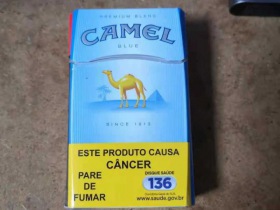 PREMIUM BLEND
CAMEL
BLUE
SINCE 1913
ESTE PRODUTO CAUSA
CÂNCER
PARE
DE
FUMAR
DISQUE SAÚDE
136
www.saude.gov.br